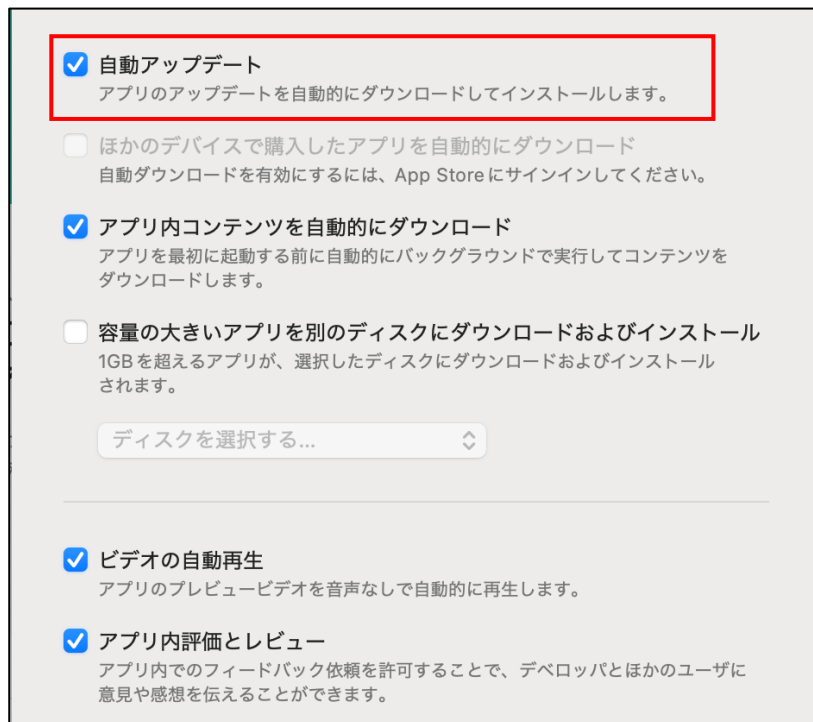 自動アップデート
アプリのアップデートを自動的にダウンロードしてインストールします。
ほかのデバイスで購入したアプリを自動的にダウンロード
自動ダウンロードを有効にするには、App Storeにサインインしてください。
アプリ内コンテンツを自動的にダウンロード
アプリを最初に起動する前に自動的にバックグラウンドで実行してコンテンツを
ダウンロードします。
容量の大きいアプリを別のディスクにダウンロードおよびインストール
1GBを超えるアプリが、選択したディスクにダウンロードおよびインストール
されます。
ディスクを選択する...
ビデオの自動再生
アプリのプレビュービデオを音声なしで自動的に再生します。
アプリ内評価とレビュー
アプリ内でのフィードバック依頼を許可することで、デベロッパとほかのユーザに
意見や感想を伝えることができます。